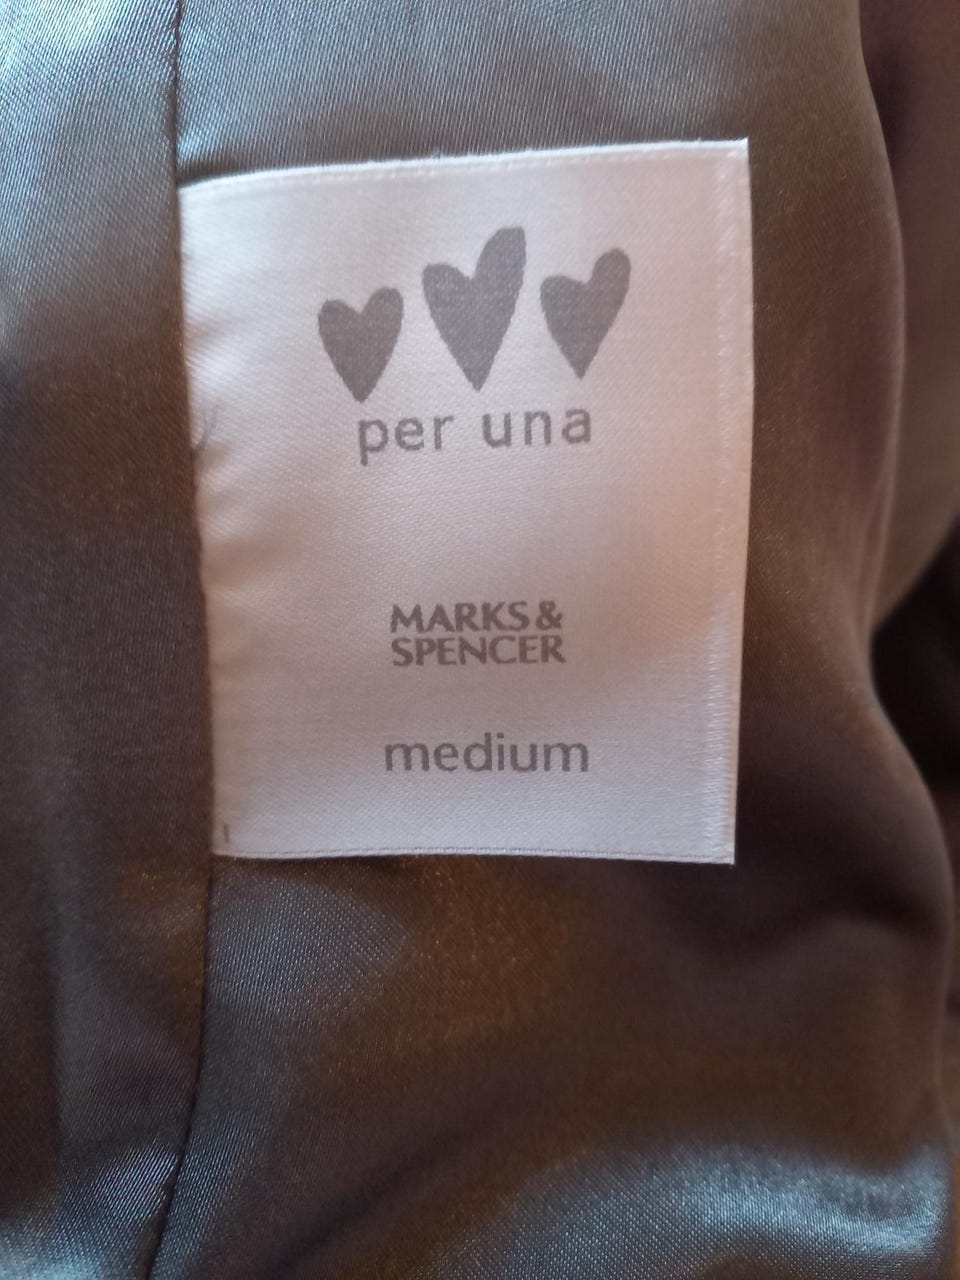 per una
MARKS &
SPENCER
medium